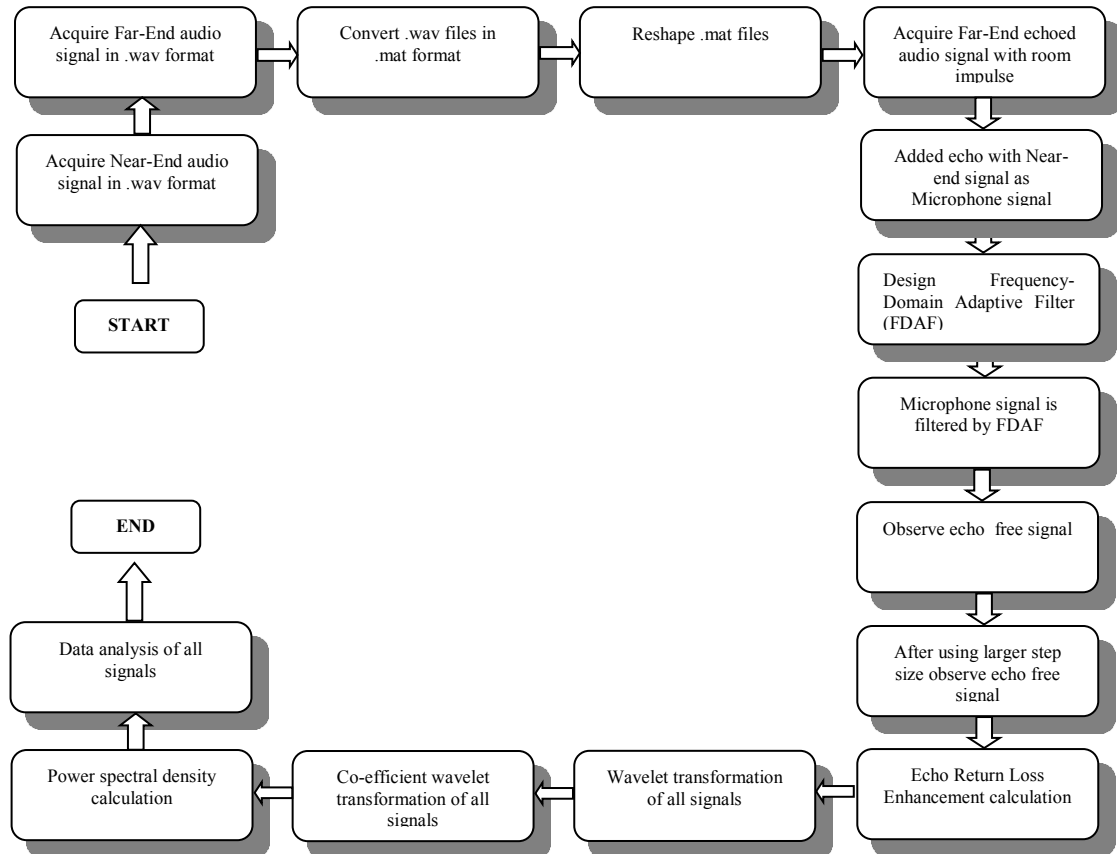 START
Acquire Near-End audio
signal in .wav format
Acquire Far-End audio
signal in .wav format
Convert .wav files in
.mat format
Reshape .mat files
Acquire Far-End echoed
audio signal with room
impulse
Added echo with Near-
end signal as
Microphone signal
Design Frequency-
Domain Adaptive Filter
(FDAF)
Microphone signal is
filtered by FDAF
Observe echo free signal
After using larger step
size observe echo free
signal
Echo Return Loss
Enhancement calculation
Wavelet transformation
of all signals
Co-efficient wavelet
transformation of all
signals
Power spectral density
calculation
Data analysis of all
signals
END